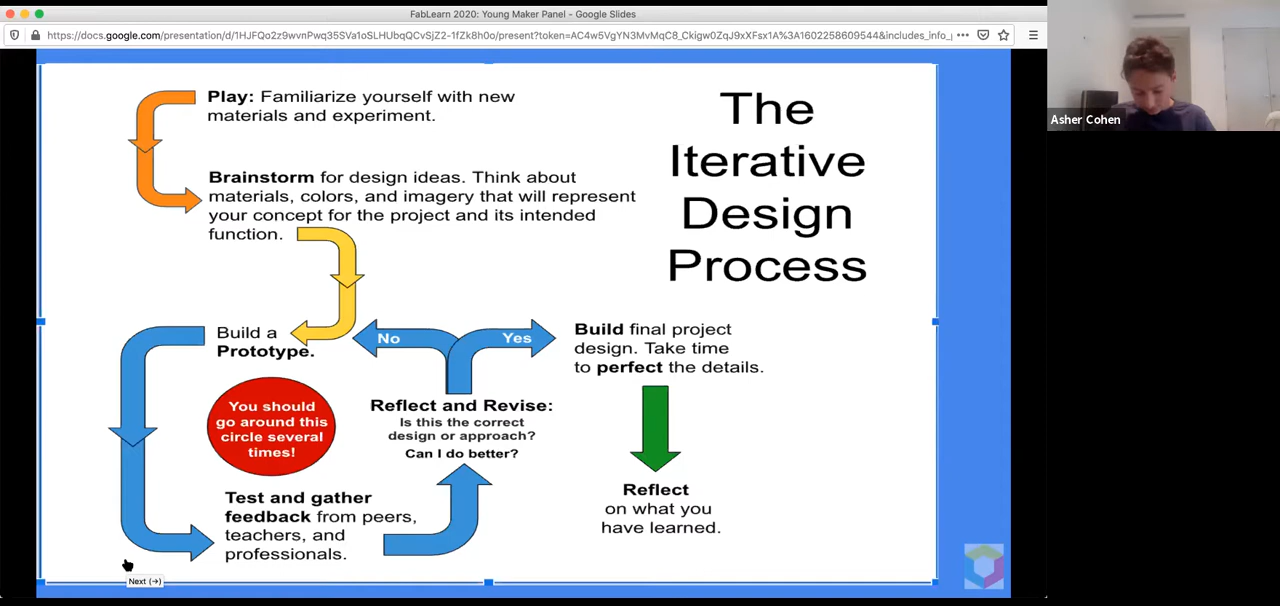 FabLearn 2020: Young Maker Panel - Google Slides
https://docs.google.com/presentation/d/1HJFQo2z9wvnPwq35SVa1oSLHUbqQCvSjZ2-1fZk8h0o/present?token=AC4w5VgYN3MvMqC8_Ckigw0ZqJ9xXFsx1A%3A1602258609544&includes_info_
Asher Cohen
The
Iterative
Design
Process
Play: Familiarize yourself with new
materials and experiment.
Brainstorm for design ideas. Think about
materials, colors, and imagery that will represent
your concept for the project and its intended
function.
Build a
Prototype.
You should
go around this
circle several
times!
Test and gather
feedback from peers,
teachers, and
professionals.
Reflect and Revise:
Is this the correct
design or approach?
Can I do better?
No
Yes
Build final project
design. Take time
to perfect the details.
Reflect
on what you
have learned.
Next (→)